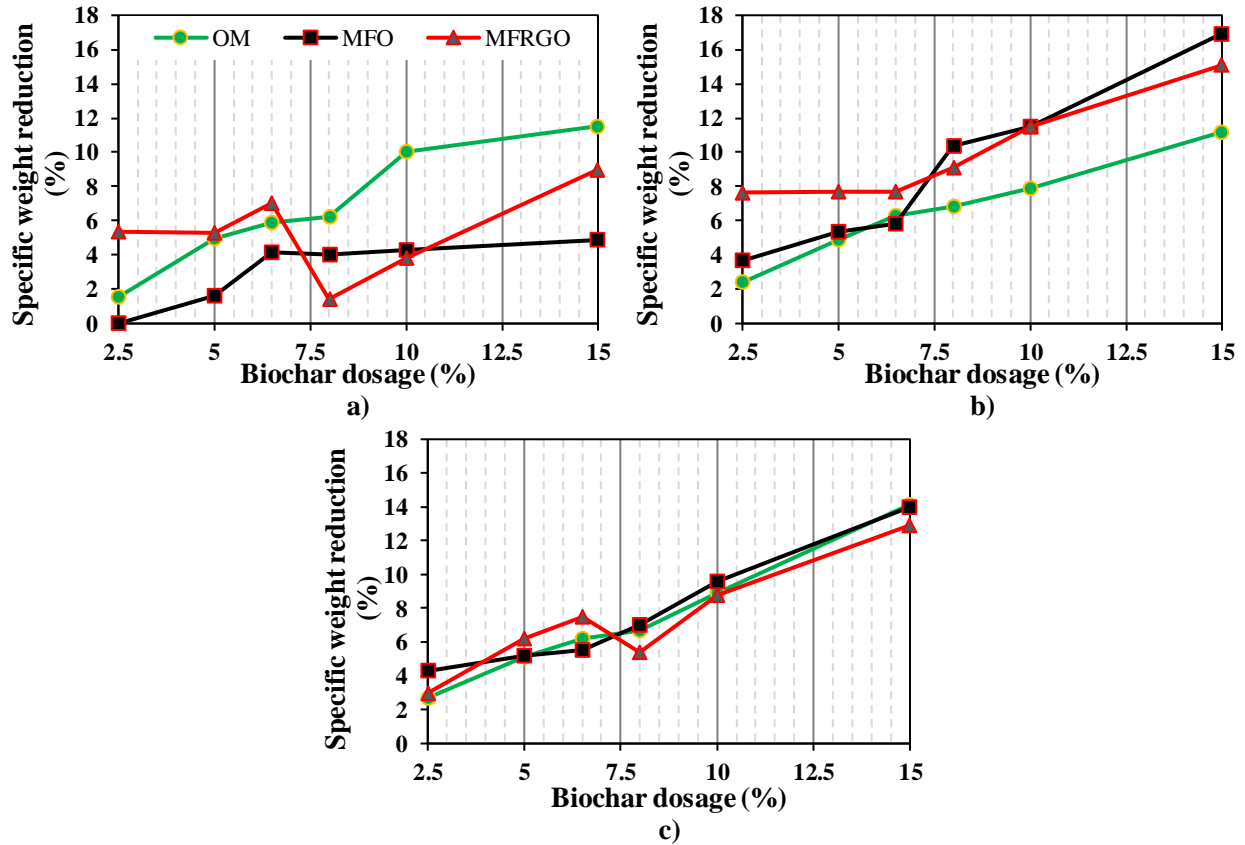 OM MFO MFRGO
Specific weight reduction
(%)
18
16
14
12
10
8
6
4
2
0
2.5 5 7.5 10 12.5 15
Biochar dosage (%)
a)
Specific weight reduction
(%)
18
16
14
12
10
8
6
4
2
0
2.5 5 7.5 10 12.5 15
Biochar dosage (%)
b)
Specific weight reduction
(%)
18
16
14
12
10
8
6
4
2
0
2.5 5 7.5 10 12.5 15
Biochar dosage (%)
c)